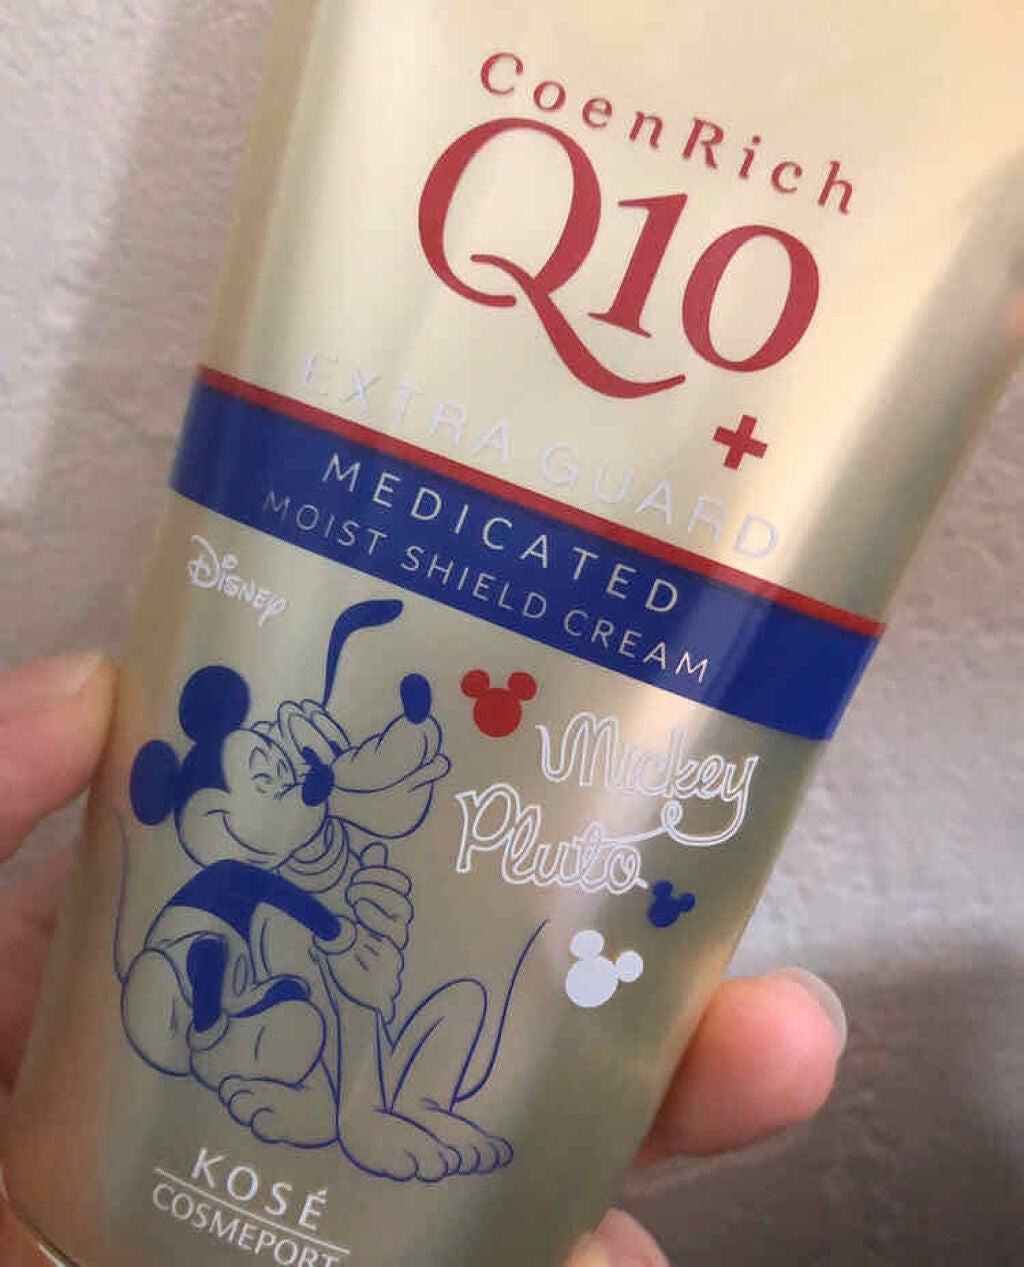 CoenRich
Q10
EXTRA GUARD
MEDICATED
MOIST SHIELD CREAM
Disney
Mickey
Pluto
KOSÉ
COSMEPORT